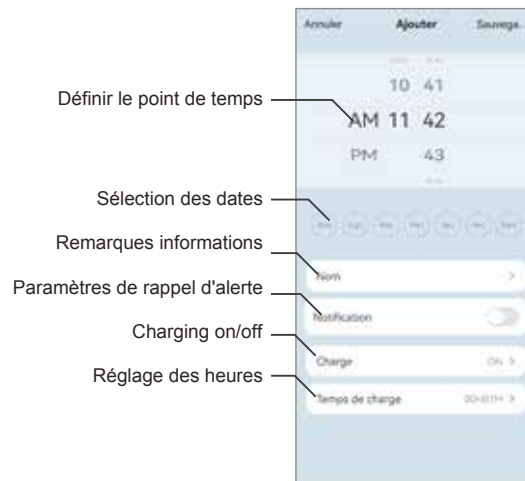 Annuler Ajouter Sauvega...
10 41
Définir le point de temps
AM 11 42
PM 43
Sélection des dates
Remarques informations
Nom
Paramètres de rappel d'alerte
Notification
Charging on/off
Charge ON
Réglage des heures
Temps de charge